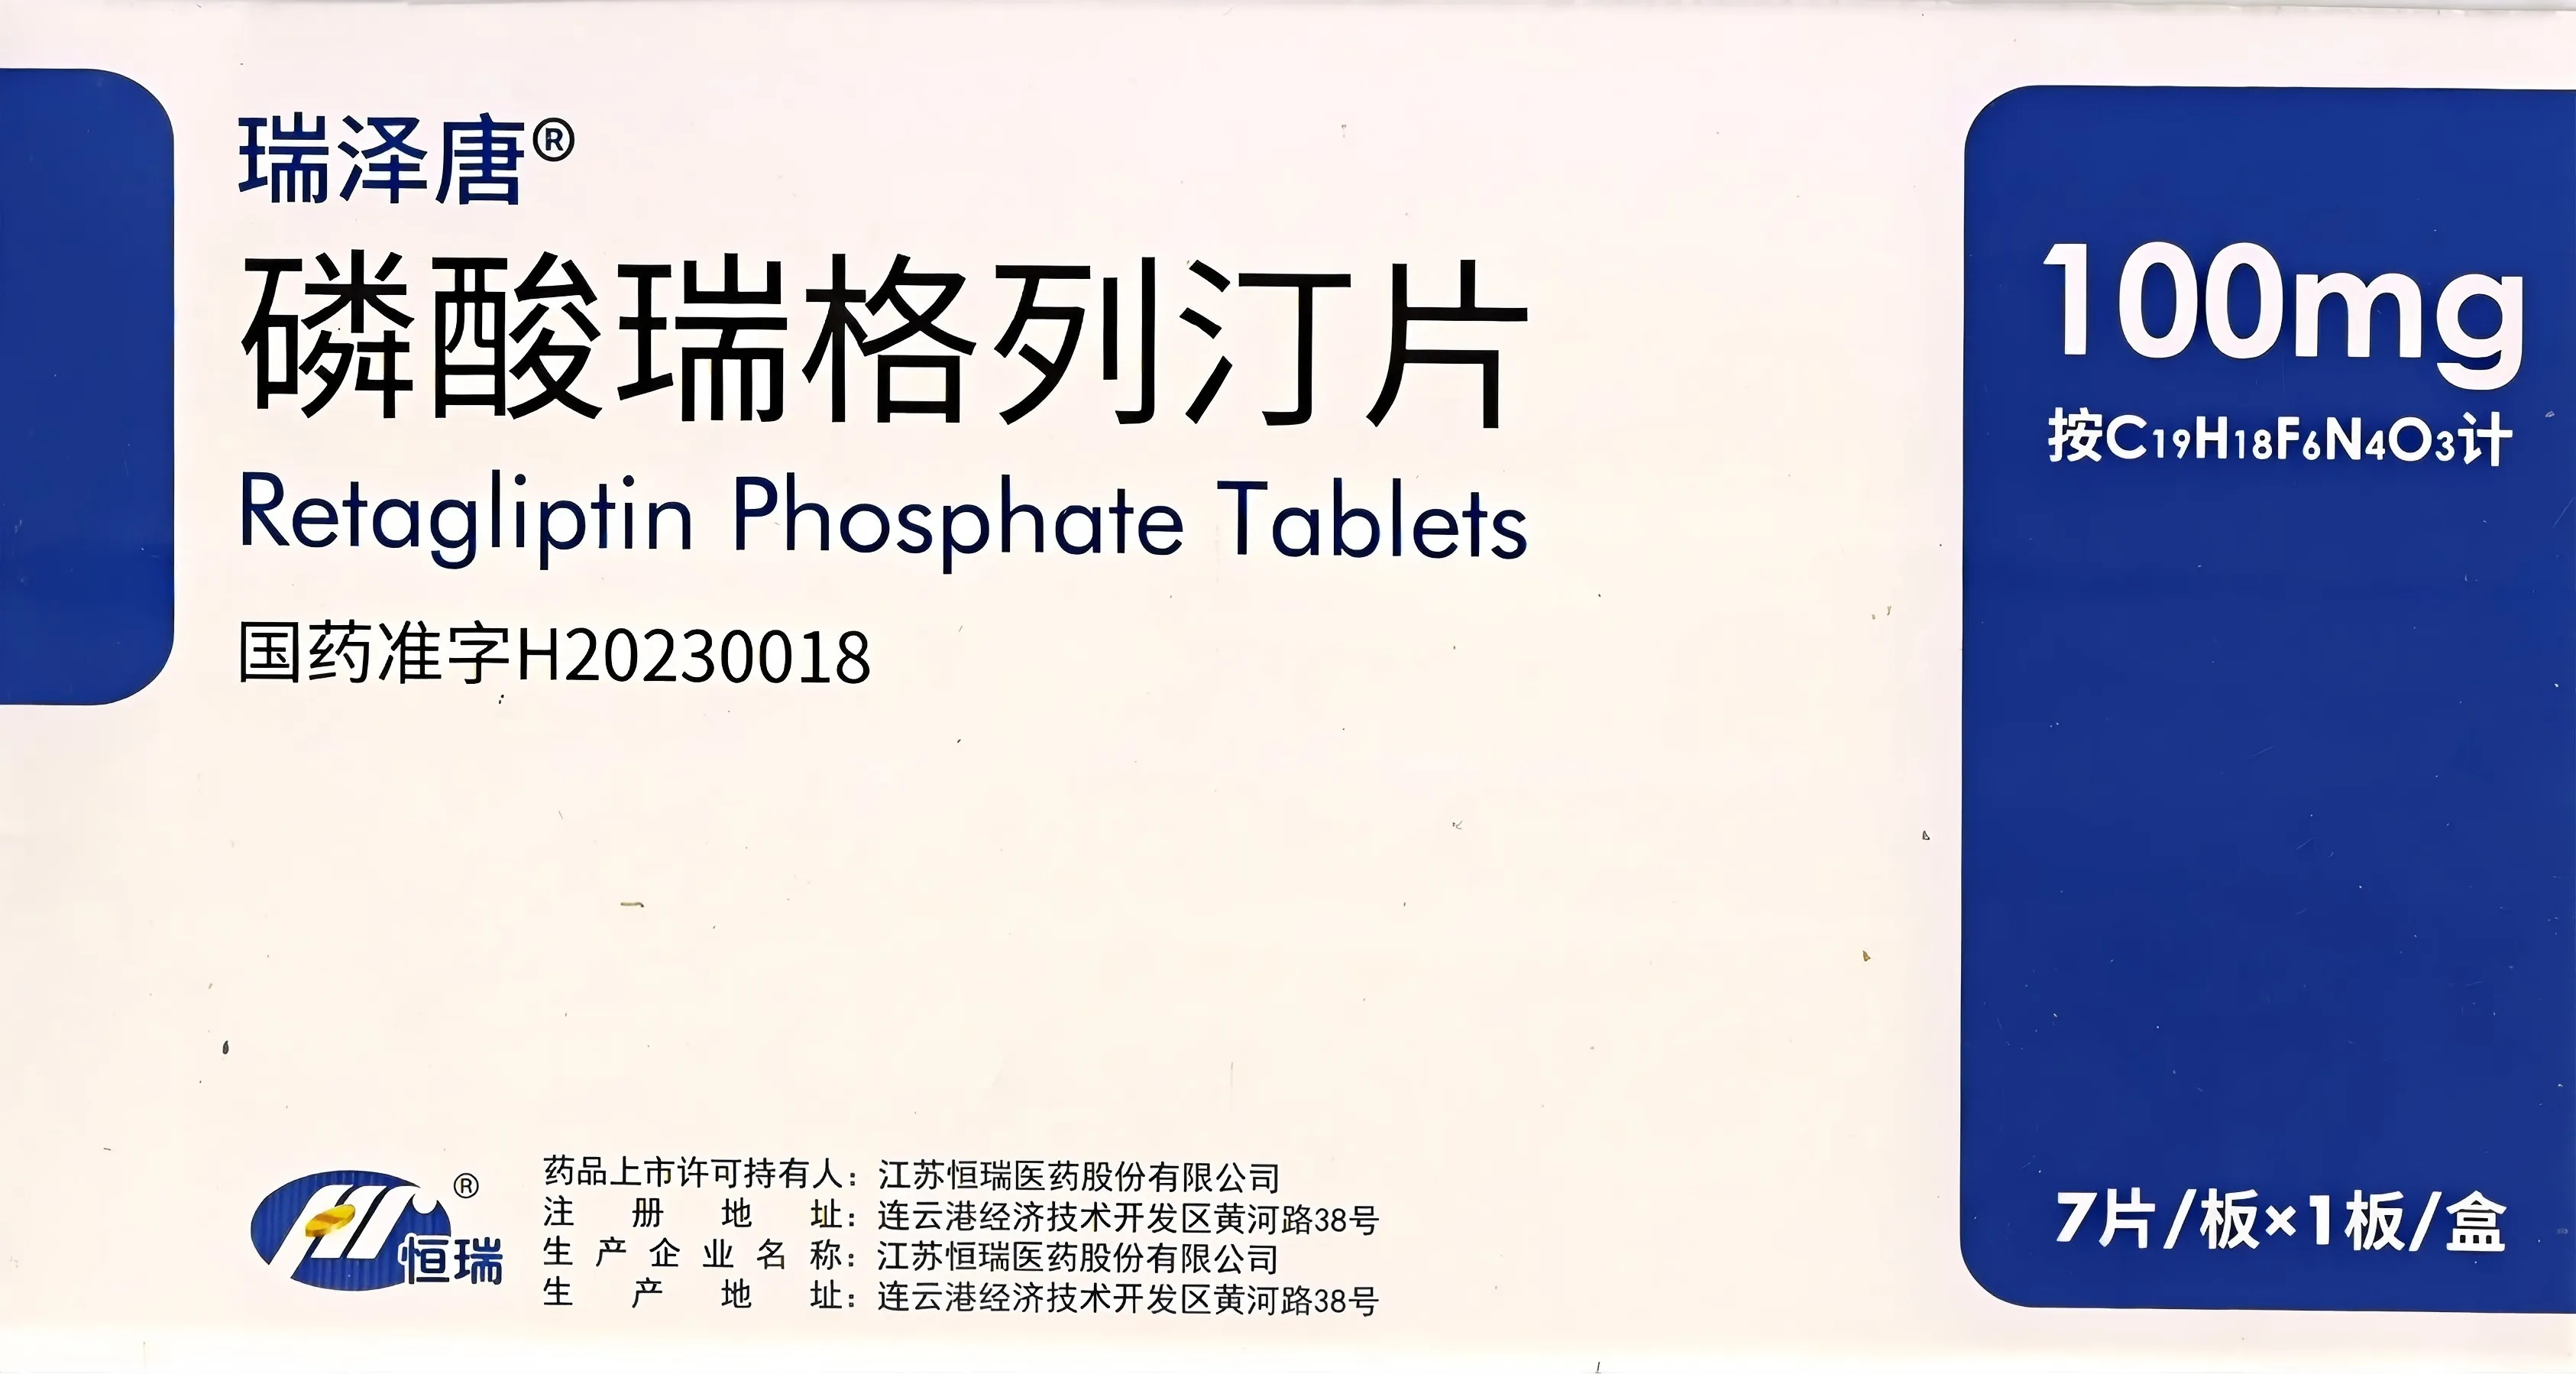 瑞泽唐®
磷酸瑞格列汀片
Retagliptin Phosphate Tablets
国药准字H20230018
100mg
按C₁₉H₁₈F₆N₄O₃计
7片/板×1板/盒
恒瑞®
药品上市许可持有人：江苏恒瑞医药股份有限公司
注册地址：连云港经济技术开发区黄河路38号
生产企业名称：江苏恒瑞医药股份有限公司
生产地址：连云港经济技术开发区黄河路38号